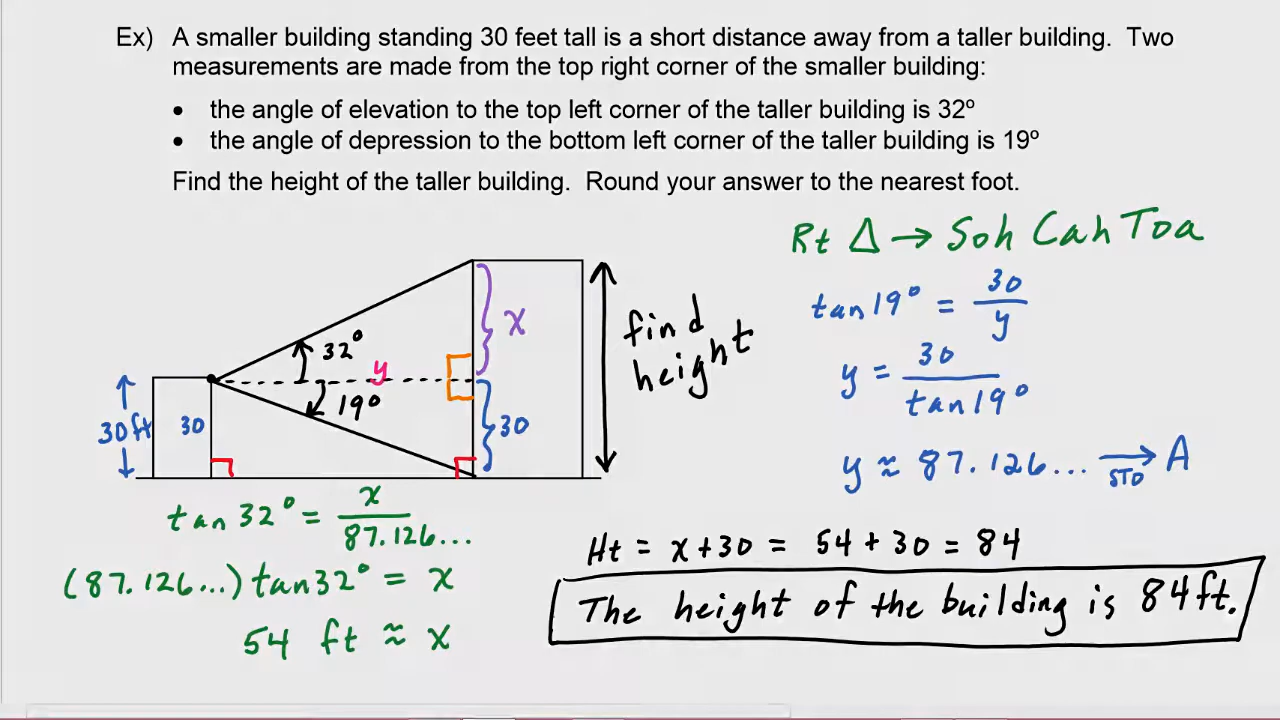 Ex) A smaller building standing 30 feet tall is a short distance away from a taller building. Two
measurements are made from the top right corner of the smaller building:
• the angle of elevation to the top left corner of the taller building is 32º
• the angle of depression to the bottom left corner of the taller building is 19º
Find the height of the taller building. Round your answer to the nearest foot.
Rt Δ → Soh Cah Toa
tan 19° = 30/y
y = 30/tan 19°
y ≈ 87.126... STO→ A
x
find
height
32°
y
19°
30 ft
30
30
tan 32° = x/87.126...
(87.126...) tan 32° = x
54 ft ≈ x
Ht = x + 30 = 54 + 30 = 84
The height of the building is 84 ft.